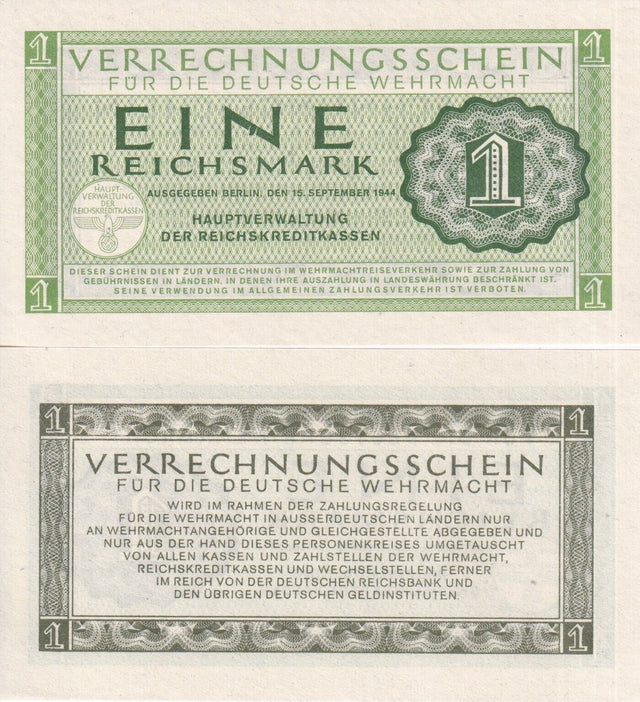 1 1
VERRECHNUNGSSCHEIN
FÜR DIE DEUTSCHE WEHRMACHT
EINE
REICHSMARK
1
AUSGEGEBEN BERLIN, DEN 15. SEPTEMBER 1944
HAUPT-
VERWALTUNG
DER
REICHSKREDITKASSEN
HAUPTVERWALTUNG
DER REICHSKREDITKASSEN
DIESER SCHEIN DIENT ZUR VERRECHNUNG IM WEHRMACHTREISEVERKEHR SOWIE ZUR ZAHLUNG VON
GEBÜHRNISSEN IN LÄNDERN, IN DENEN IHRE AUSZAHLUNG IN LANDESWÄHRUNG BESCHRÄNKT IST.
SEINE VERWENDUNG IM ALLGEMEINEN ZAHLUNGSVERKEHR IST VERBOTEN.
1 1
1 1
VERRECHNUNGSSCHEIN
FÜR DIE DEUTSCHE WEHRMACHT
WIRD IM RAHMEN DER ZAHLUNGSREGELUNG
FÜR DIE WEHRMACHT IN AUSSERDEUTSCHEN LÄNDERN NUR
AN WEHRMACHTANGEHÖRIGE UND GLEICHGESTELLTE ABGEGEBEN UND
NUR AUS DER HAND DIESES PERSONENKREISES UMGETAUSCHT
VON ALLEN KASSEN UND ZAHLSTELLEN DER WEHRMACHT,
REICHSKREDITKASSEN UND WECHSELSTELLEN, FERNER
IM REICH VON DER DEUTSCHEN REICHSBANK UND
DEN ÜBRIGEN DEUTSCHEN GELDINSTITUTEN.
1 1